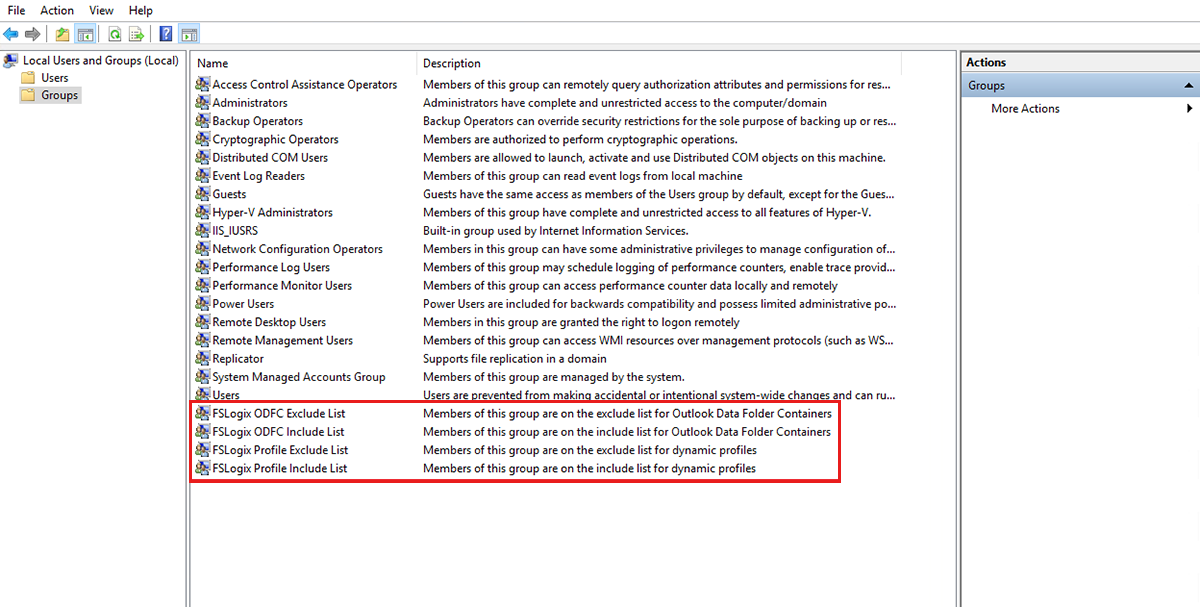 File Action View Help
Local Users and Groups (Local)
Users
Groups
Name Description
Access Control Assistance Operators Members of this group can remotely query authorization attributes and permissions for res...
Administrators Administrators have complete and unrestricted access to the computer/domain
Backup Operators Backup Operators can override security restrictions for the sole purpose of backing up or res...
Cryptographic Operators Members are authorized to perform cryptographic operations.
Distributed COM Users Members are allowed to launch, activate and use Distributed COM objects on this machine.
Event Log Readers Members of this group can read event logs from local machine
Guests Guests have the same access as members of the Users group by default, except for the Gues...
Hyper-V Administrators Members of this group have complete and unrestricted access to all features of Hyper-V.
IIS_IUSRS Built-in group used by Internet Information Services.
Network Configuration Operators Members in this group can have some administrative privileges to manage configuration of...
Performance Log Users Members of this group may schedule logging of performance counters, enable trace provid...
Performance Monitor Users Members of this group can access performance counter data locally and remotely
Power Users Power Users are included for backwards compatibility and possess limited administrative po...
Remote Desktop Users Members in this group are granted the right to logon remotely
Remote Management Users Members of this group can access WMI resources over management protocols (such as WS...
Replicator Supports file replication in a domain
System Managed Accounts Group Members of this group are managed by the system.
Users Users are prevented from making accidental or intentional system-wide changes and can ru...
FSLogix ODFC Exclude List Members of this group are on the exclude list for Outlook Data Folder Containers
FSLogix ODFC Include List Members of this group are on the include list for Outlook Data Folder Containers
FSLogix Profile Exclude List Members of this group are on the exclude list for dynamic profiles
FSLogix Profile Include List Members of this group are on the include list for dynamic profiles
Actions
Groups
More Actions